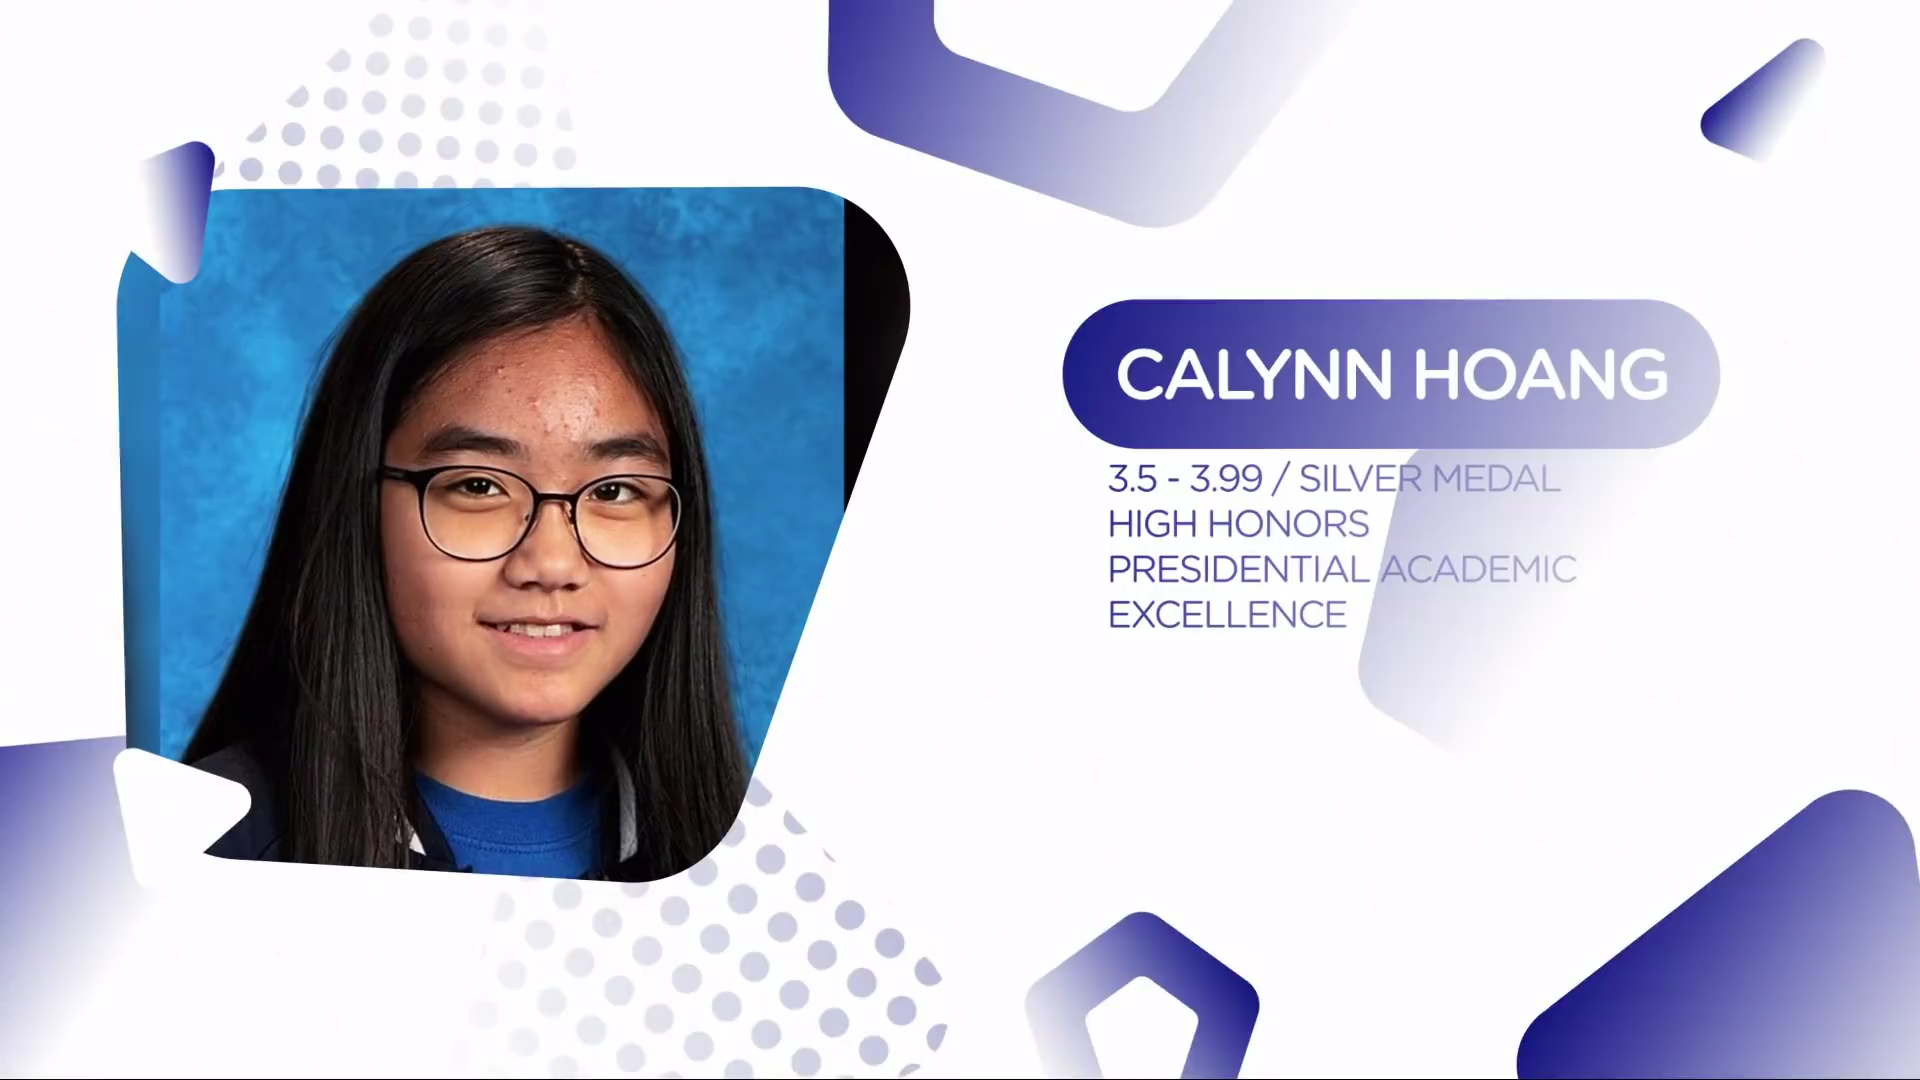 CALYNN HOANG
3.5 - 3.99 / SILVER MEDAL
HIGH HONORS
PRESIDENTIAL ACADEMIC
EXCELLENCE